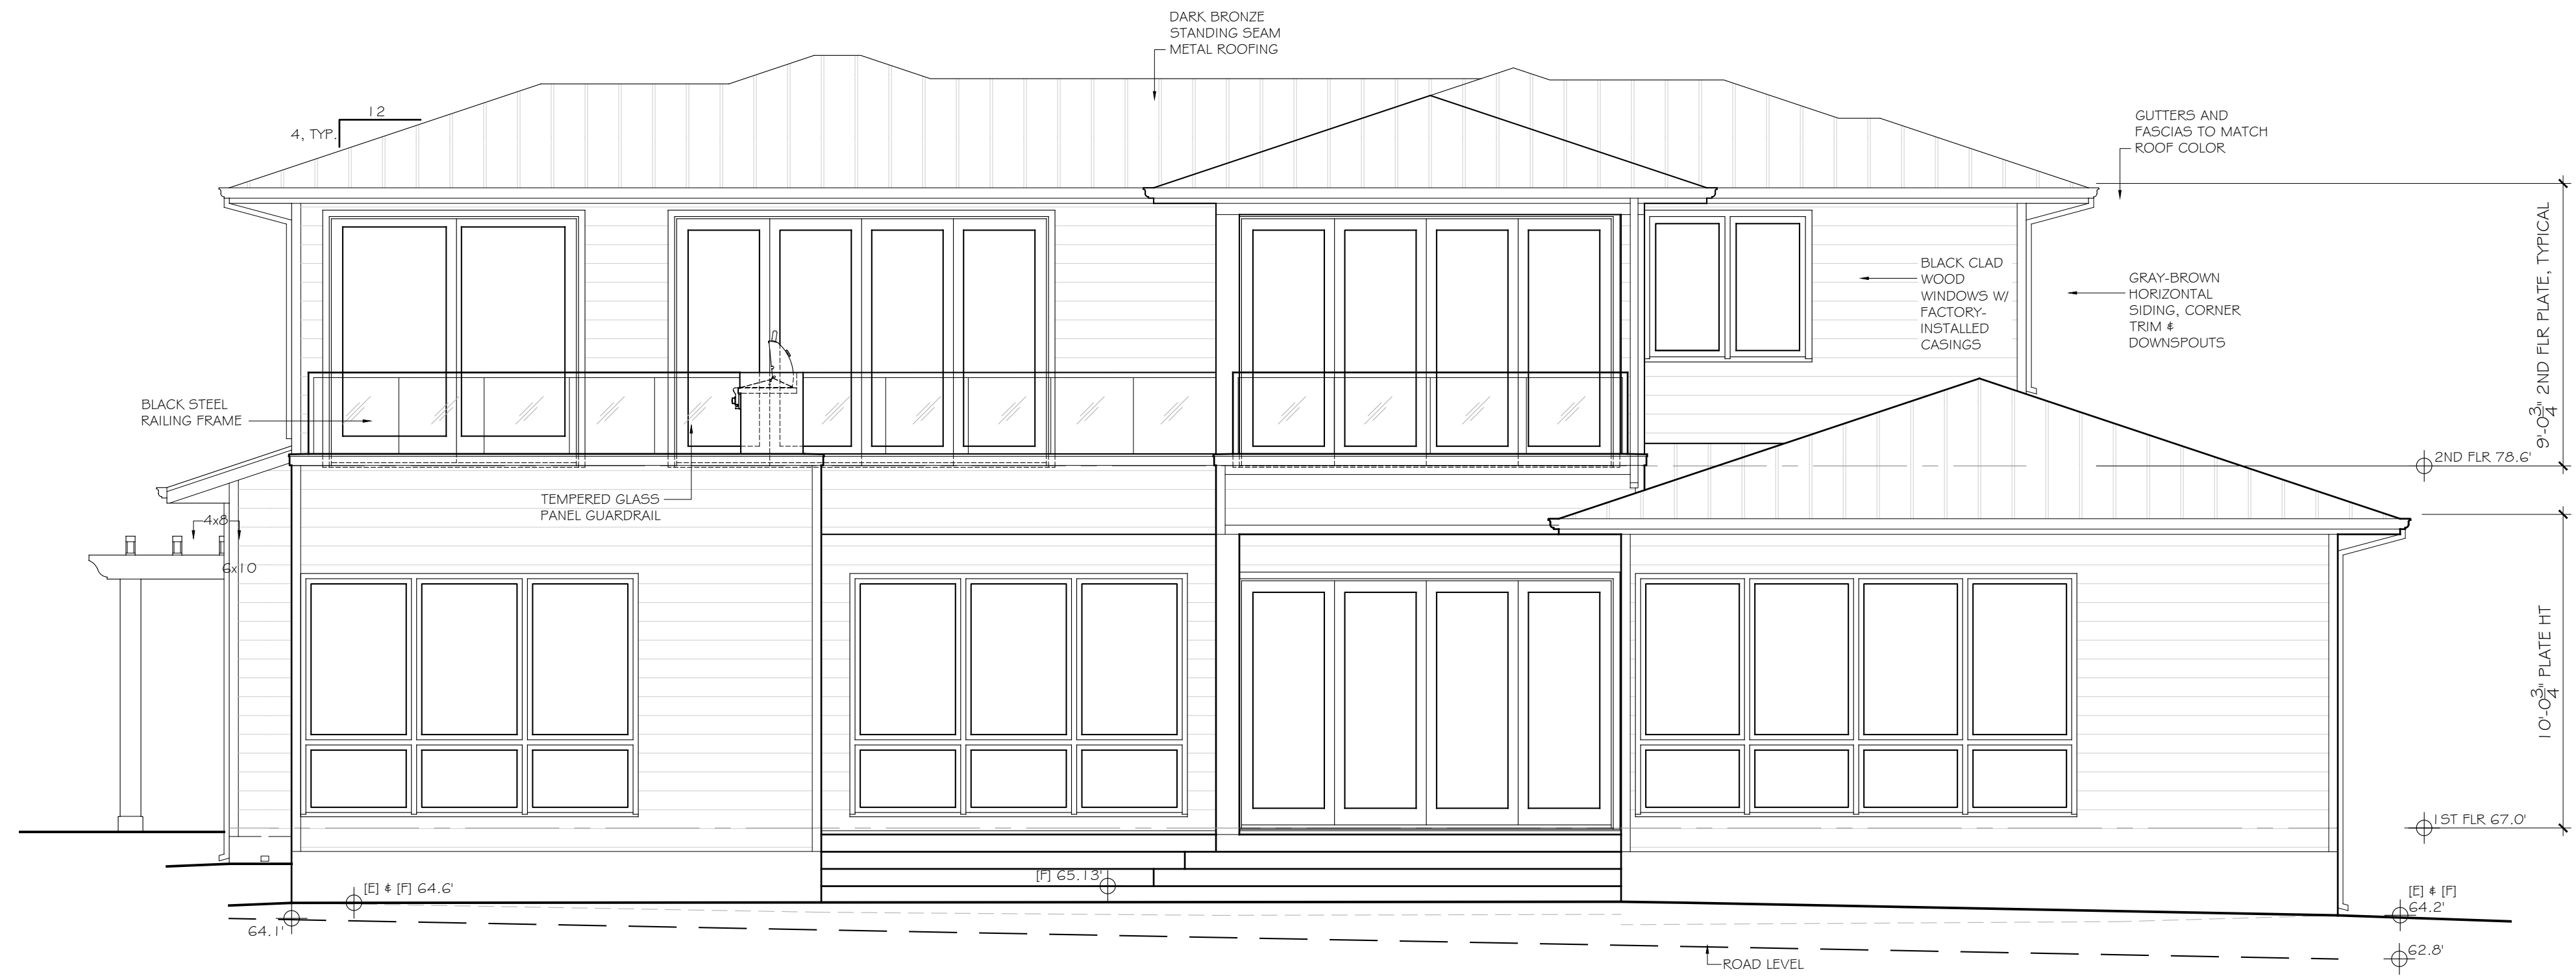 DARK BRONZE
STANDING SEAM
METAL ROOFING
12
4, TYP.
GUTTERS AND
FASCIAS TO MATCH
ROOF COLOR
BLACK CLAD
WOOD
WINDOWS W/
FACTORY-
INSTALLED
CASINGS
GRAY-BROWN
HORIZONTAL
SIDING, CORNER
TRIM &
DOWNSPOUTS
9'-0 3/4" 2ND FLR PLATE, TYPICAL
BLACK STEEL
RAILING FRAME
2ND FLR 78.6'
TEMPERED GLASS
PANEL GUARDRAIL
4x8
6x10
10'-0 3/4" PLATE HT
1ST FLR 67.0'
[F] 65.13'
[E] & [F] 64.6'
[E] & [F]
64.2'
64.1'
62.8'
ROAD LEVEL